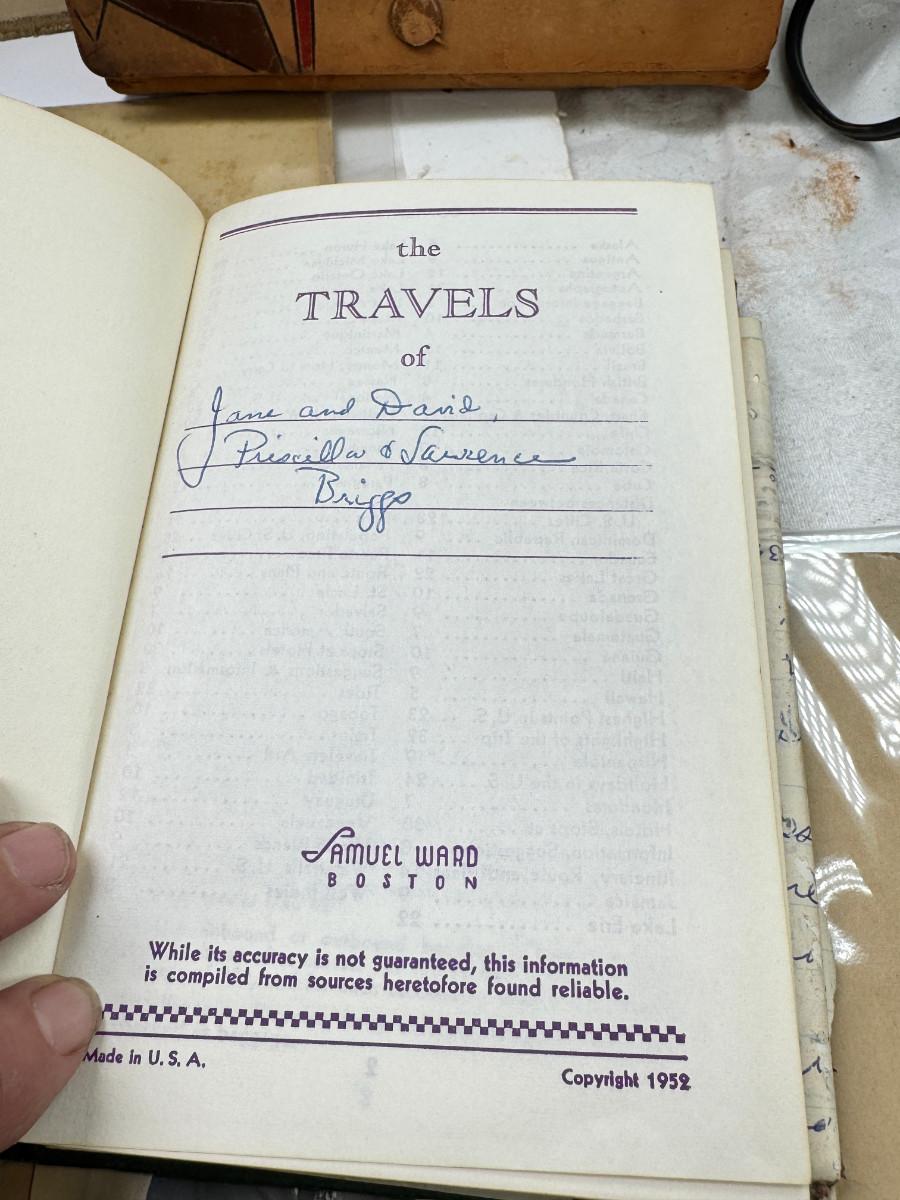 the
TRAVELS
of
Jane and David,
Priscilla & Lawrence
Briggs
SAMUEL WARD
BOSTON
While its accuracy is not guaranteed, this information
is compiled from sources heretofore found reliable.
Made in U. S. A.
Copyright 1952